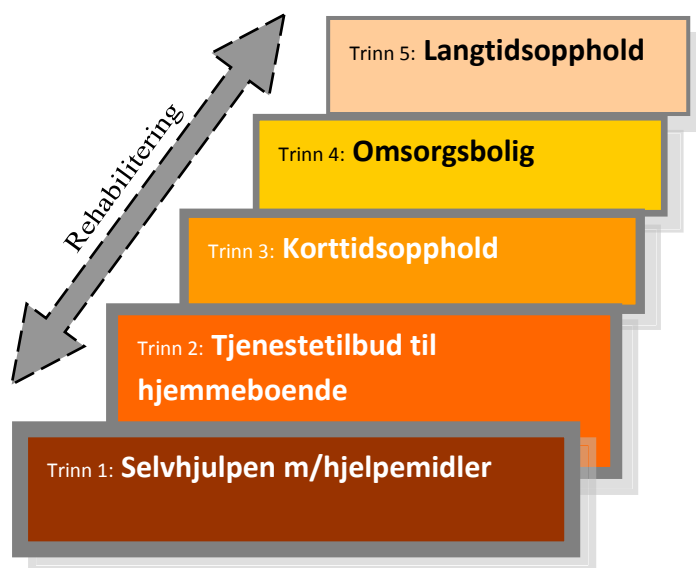 Trinn 5: Langtidsopphold
Trinn 4: Omsorgsbolig
Rehabilitering
Trinn 3: Korttidsopphold
Trinn 2: Tjenestetilbud til
hjemmeboende
Trinn 1: Selvhjulpen m/hjelpemidler